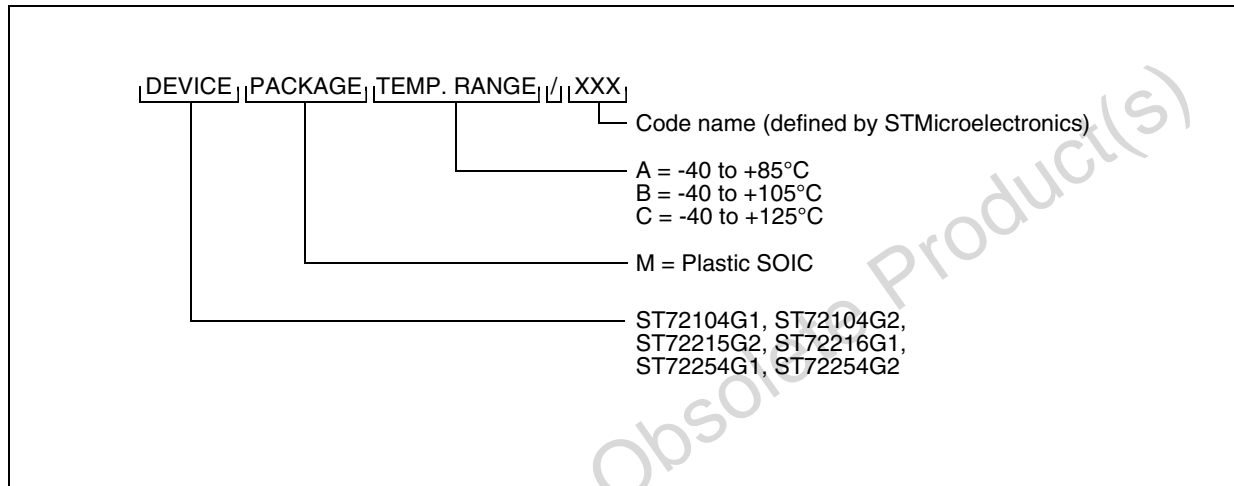 DEVICE PACKAGE TEMP. RANGE / XXX
Code name (defined by STMicroelectronics)
A = -40 to +85°C
B = -40 to +105°C
C = -40 to +125°C
M = Plastic SOIC
ST72104G1, ST72104G2,
ST72215G2, ST72216G1,
ST72254G1, ST72254G2
Obsolete Product(s)